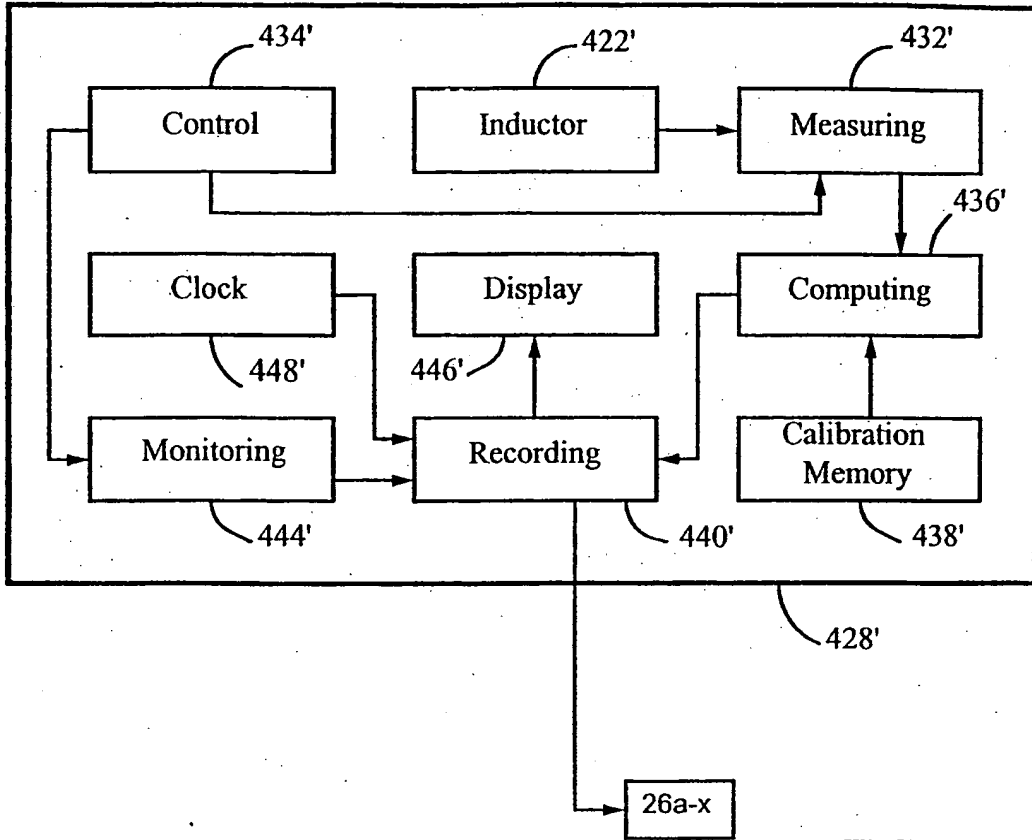 434'
422'
432'
Control
Inductor
Measuring
436'
Clock
Display
Computing
448'
446'
Monitoring
Recording
Calibration
Memory
444'
440'
438'
428'
26a-x